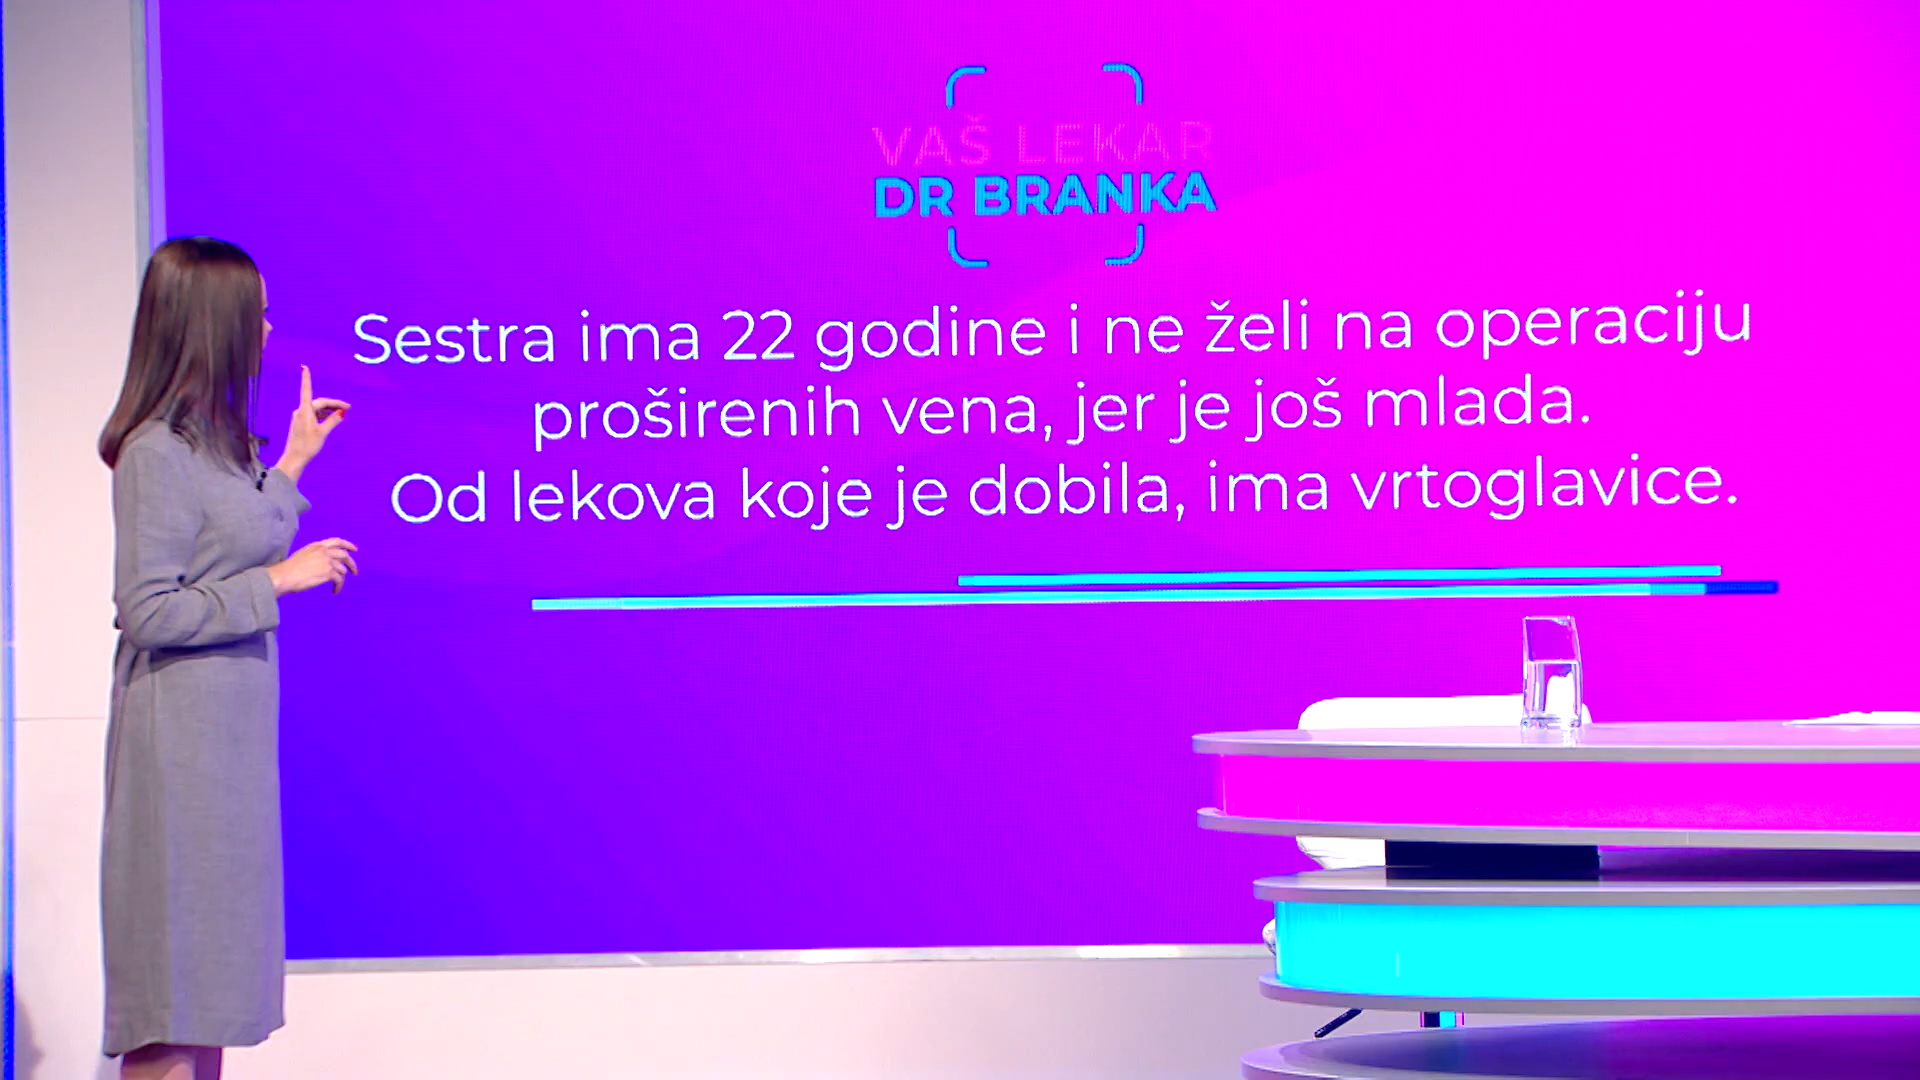 VAŠ LEKAR
DR BRANKA
Sestra ima 22 godine i ne želi na operaciju
proširenih vena, jer je još mlada.
Od lekova koje je dobila, ima vrtoglavice.